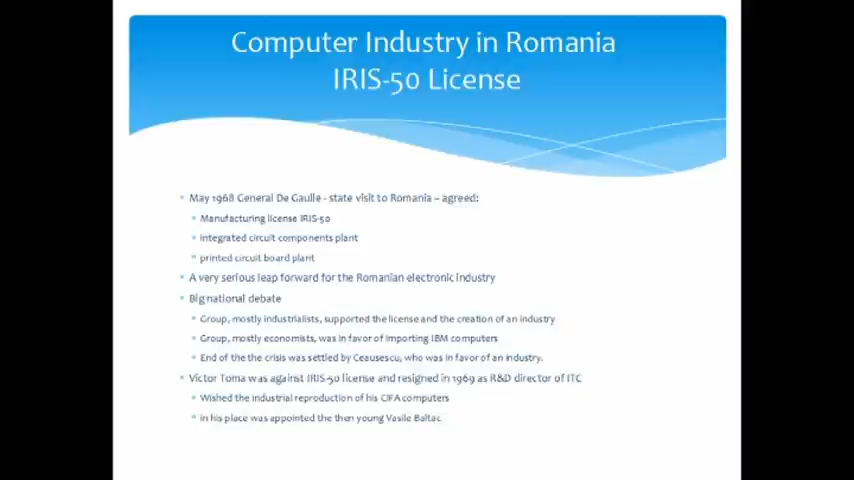 Computer Industry in Romania
IRIS-50 License
May 1968 General De Gaulle - state visit to Romania – agreed:
Manufacturing license IRIS-50
integrated circuit components plant
printed circuit board plant
A very serious leap forward for the Romanian electronic industry
Big national debate
Group, mostly industrialists, supported the license and the creation of an industry
Group, mostly economists, was in favor of importing IBM computers
End of the the crisis was settled by Ceausescu, who was in favor of an industry.
Victor Toma was against IRIS-50 license and resigned in 1969 as R&D director of ITC
Wished the industrial reproduction of his CIFA computers
in his place was appointed the then young Vasile Baltac